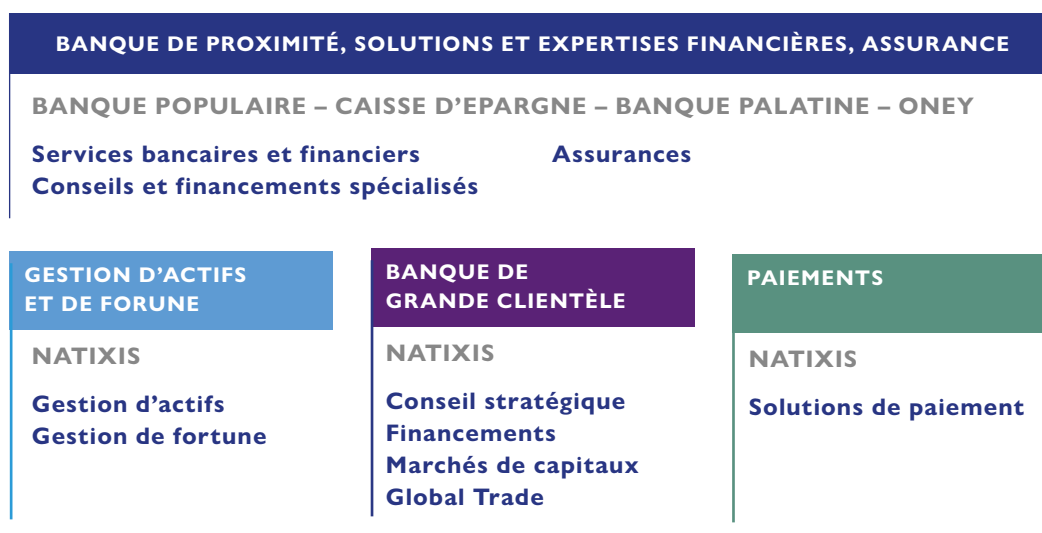 BANQUE DE PROXIMITÉ, SOLUTIONS ET EXPERTISES FINANCIÈRES, ASSURANCE
BANQUE POPULAIRE – CAISSE D’EPARGNE – BANQUE PALATINE – ONEY
Services bancaires et financiers
Conseils et financements spécialisés
Assurances
GESTION D’ACTIFS
ET DE FORUNE
NATIXIS
Gestion d’actifs
Gestion de fortune
BANQUE DE
GRANDE CLIENTÈLE
NATIXIS
Conseil stratégique
Financements
Marchés de capitaux
Global Trade
PAIEMENTS
NATIXIS
Solutions de paiement